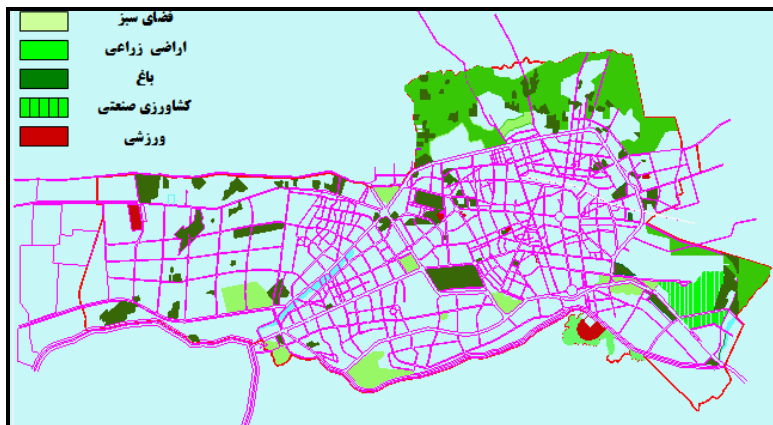 فضای سبز
اراضی زراعی
باغ
کشاورزی صنعتی
ورزشی